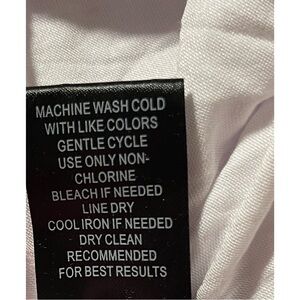 MACHINE WASH COLD
WITH LIKE COLORS
GENTLE CYCLE
USE ONLY NON-
CHLORINE
BLEACH IF NEEDED
LINE DRY
COOL IRON IF NEEDED
DRY CLEAN
RECOMMENDED
FOR BEST RESULTS